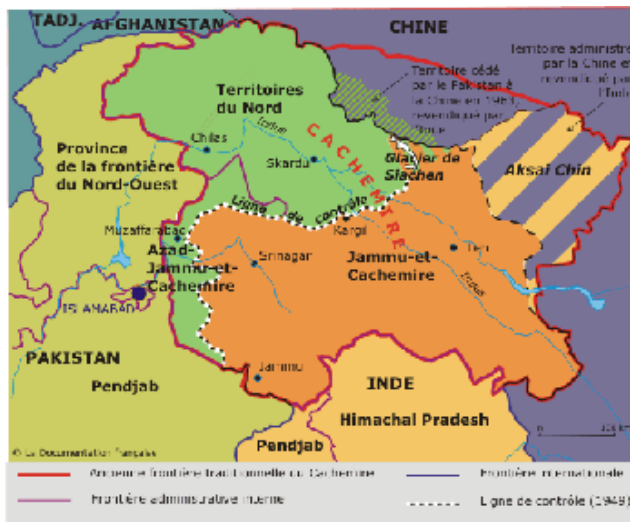 TADJ.
AFGHANISTAN
CHINE
Territoire administré
par la Chine et
revendiqué par
l'Inde
Territoire cédé
par le Pakistan à
la Chine en 1963,
revendiqué par
Territoires
du Nord
Indus
Chilas
CACHEMIRE
Province
de la frontière
du Nord-Ouest
Skardu
Glacier de
Siachen
Aksai Chin
Ligne de contrôle
Kargil
Muzaffarabad
Azad-
Jammu-et-
Cachemire
Srinagar
Jammu-et-
Cachemire
Indus
ISLAMABAD
PAKISTAN
Pendjab
Jammu
INDE
Himachal Pradesh
Pendjab
© La Documentation française
0
Ancienne frontière traditionnelle du Cachemire
Frontière internationale
Frontière administrative interne
Ligne de contrôle (1949)